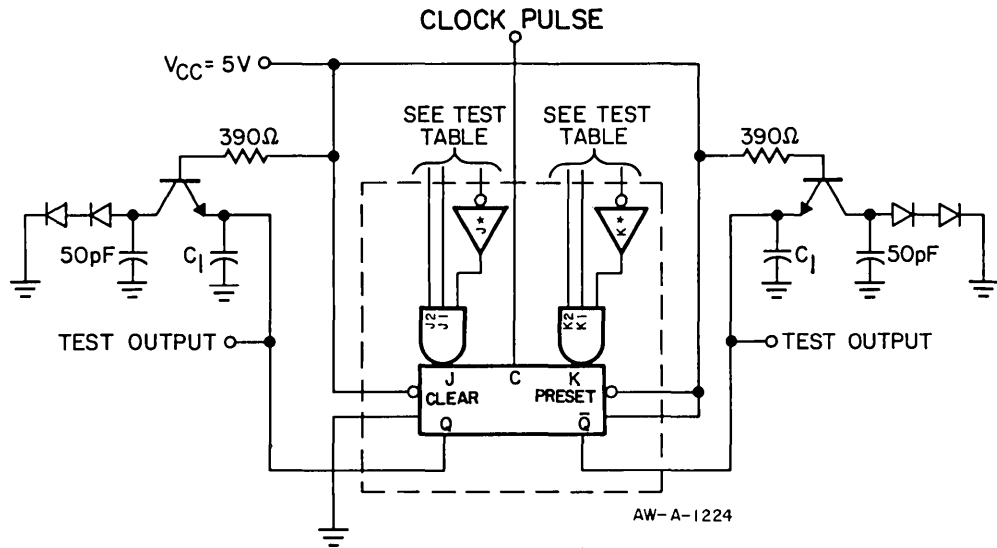 CLOCK PULSE
VCC = 5V
SEE TEST
TABLE
SEE TEST
TABLE
390Ω
390Ω
J*
K*
50pF
C1
C1
50pF
J2
J1
K2
K1
TEST OUTPUT
TEST OUTPUT
J
C
K
CLEAR
PRESET
Q
Q̅
AW-A-1224